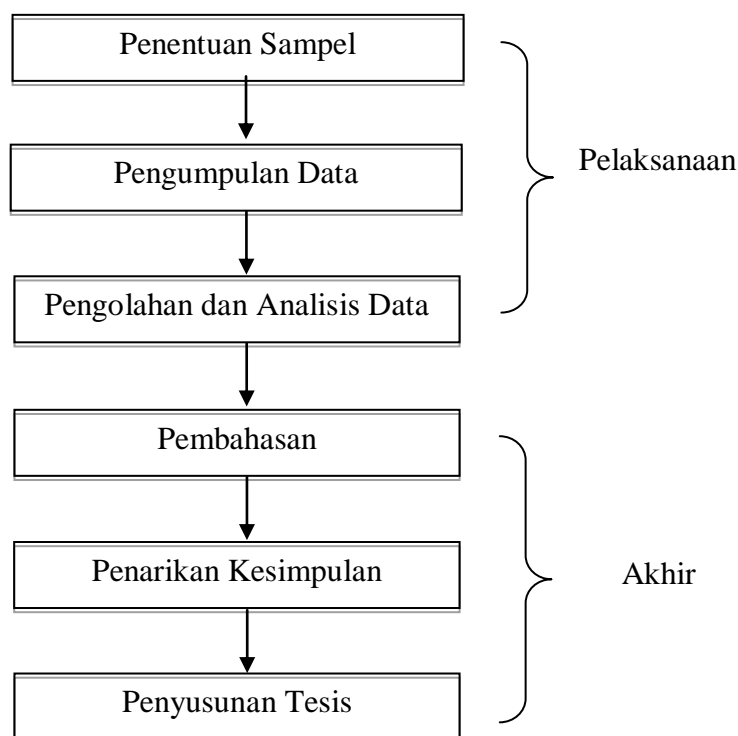 Penentuan Sampel
Pengumpulan Data
Pelaksanaan
Pengolahan dan Analisis Data
Pembahasan
Penarikan Kesimpulan
Akhir
Penyusunan Tesis